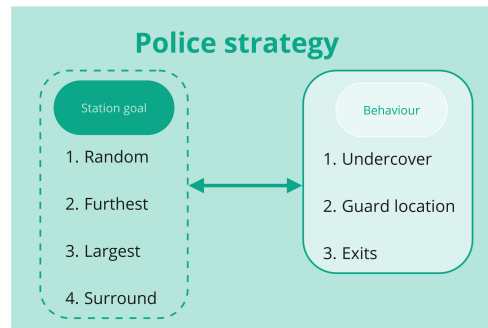 Police strategy
Station goal
1. Random
2. Furthest
3. Largest
4. Surround
Behaviour
1. Undercover
2. Guard location
3. Exits